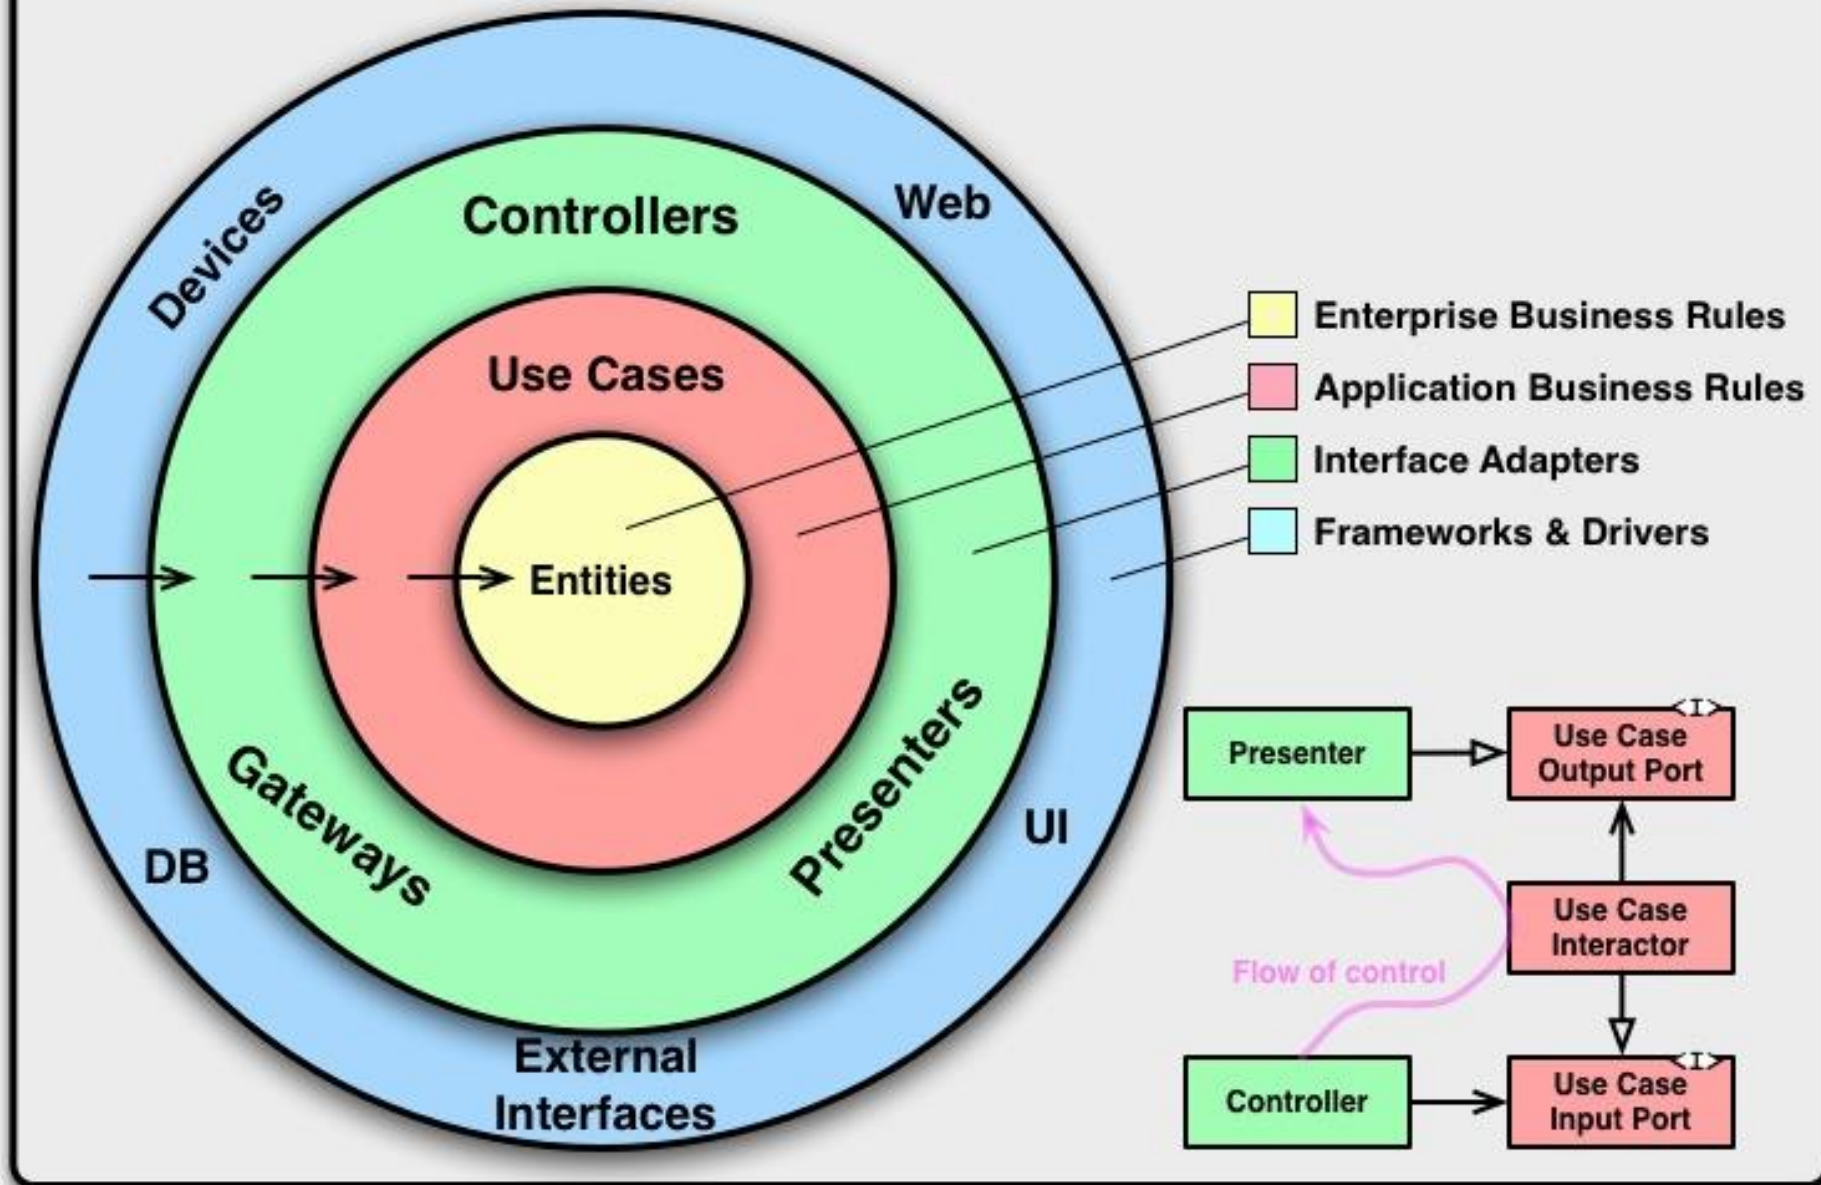 Devices
Controllers
Web
Use Cases
Entities
Gateways
Presenters
DB
UI
External
Interfaces
Enterprise Business Rules
Application Business Rules
Interface Adapters
Frameworks & Drivers
Presenter
<I>
Use Case
Output Port
Use Case
Interactor
Flow of control
Controller
<I>
Use Case
Input Port